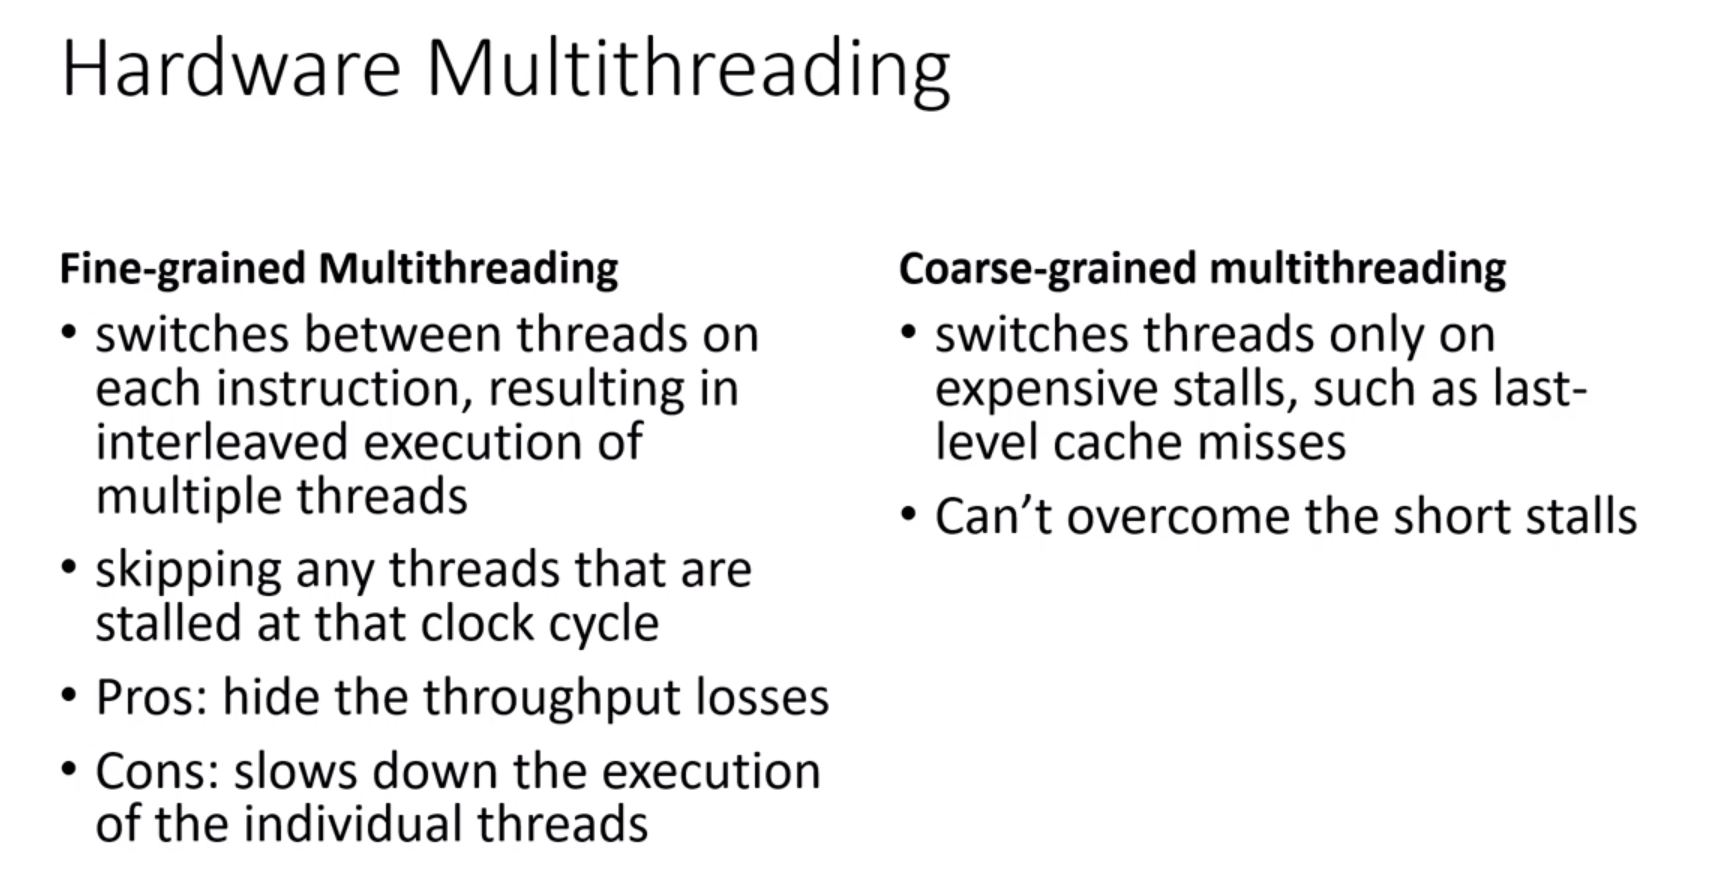 Hardware Multithreading
Fine-grained Multithreading
• switches between threads on
each instruction, resulting in
interleaved execution of
multiple threads
• skipping any threads that are
stalled at that clock cycle
• Pros: hide the throughput losses
• Cons: slows down the execution
of the individual threads
Coarse-grained multithreading
• switches threads only on
expensive stalls, such as last-
level cache misses
• Can’t overcome the short stalls